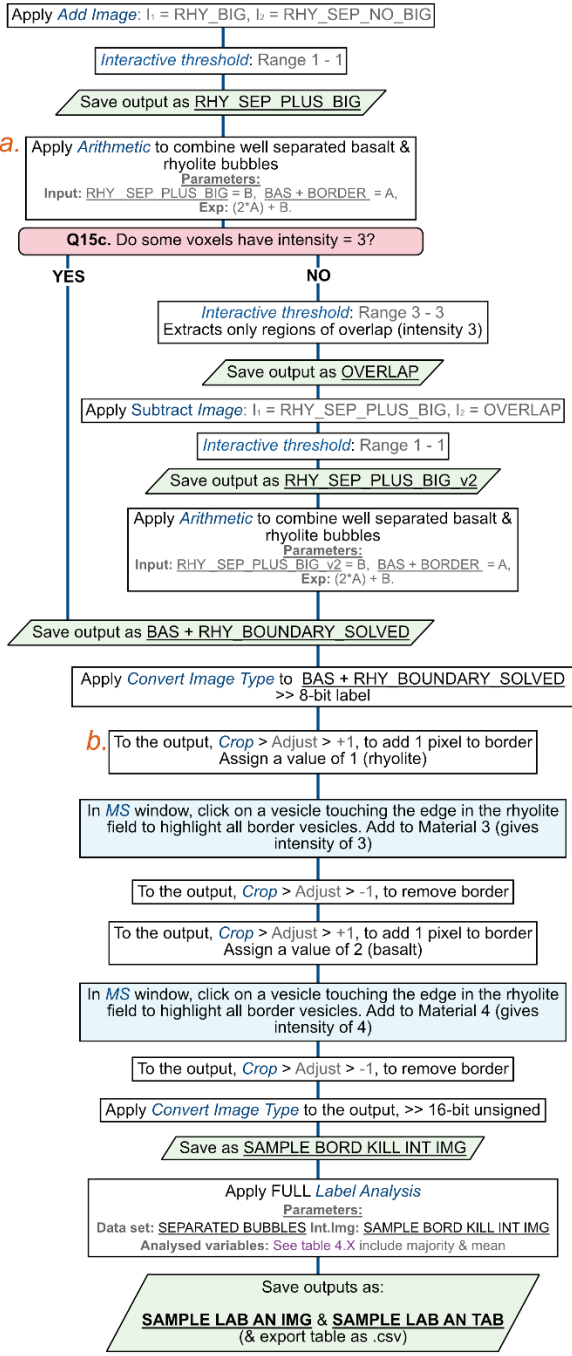 Apply Add Image: I₁ = RHY_BIG, I₂ = RHY_SEP_NO_BIG
Interactive threshold: Range 1 - 1
Save output as RHY_SEP_PLUS_BIG
a.
Apply Arithmetic to combine well separated basalt &
rhyolite bubbles
Parameters:
Input: RHY_SEP_PLUS_BIG = B, BAS + BORDER = A,
Exp: (2*A) + B.
Q15c. Do some voxels have intensity = 3?
YES
NO
Interactive threshold: Range 3 - 3
Extracts only regions of overlap (intensity 3)
Save output as OVERLAP
Apply Subtract Image: I₁ = RHY_SEP_PLUS_BIG, I₂ = OVERLAP
Interactive threshold: Range 1 - 1
Save output as RHY_SEP_PLUS_BIG_v2
Apply Arithmetic to combine well separated basalt &
rhyolite bubbles
Parameters:
Input: RHY_SEP_PLUS_BIG_v2 = B, BAS + BORDER = A,
Exp: (2*A) + B.
Save output as BAS + RHY_BOUNDARY_SOLVED
Apply Convert Image Type to BAS + RHY_BOUNDARY_SOLVED
>> 8-bit label
b.
To the output, Crop > Adjust > +1, to add 1 pixel to border
Assign a value of 1 (rhyolite)
In MS window, click on a vesicle touching the edge in the rhyolite
field to highlight all border vesicles. Add to Material 3 (gives
intensity of 3)
To the output, Crop > Adjust > -1, to remove border
To the output, Crop > Adjust > +1, to add 1 pixel to border
Assign a value of 2 (basalt)
In MS window, click on a vesicle touching the edge in the rhyolite
field to highlight all border vesicles. Add to Material 4 (gives
intensity of 4)
To the output, Crop > Adjust > -1, to remove border
Apply Convert Image Type to the output, >> 16-bit unsigned
Save as SAMPLE BORD KILL INT IMG
Apply FULL Label Analysis
Parameters:
Data set: SEPARATED BUBBLES Int.Img: SAMPLE BORD KILL INT IMG
Analysed variables: See table 4.X include majority & mean
Save outputs as:
SAMPLE LAB AN IMG & SAMPLE LAB AN TAB
(& export table as .csv)